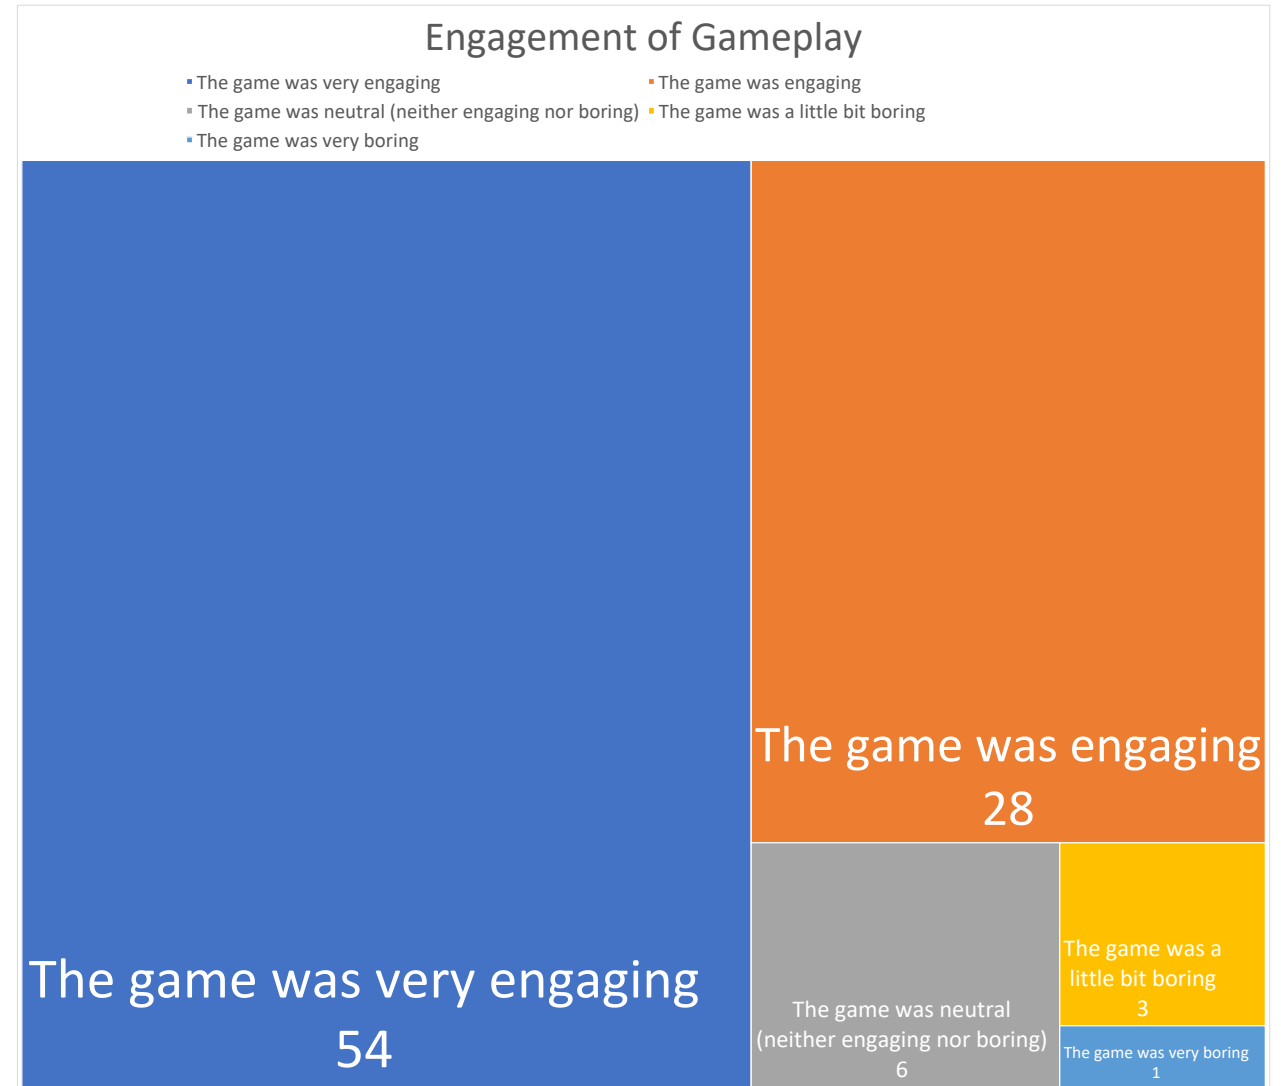 Engagement of Gameplay
The game was very engaging
The game was engaging
The game was neutral (neither engaging nor boring)
The game was a little bit boring
The game was very boring
The game was very engaging
54
The game was engaging
28
The game was neutral
(neither engaging nor boring)
6
The game was a
little bit boring
3
The game was very boring
1